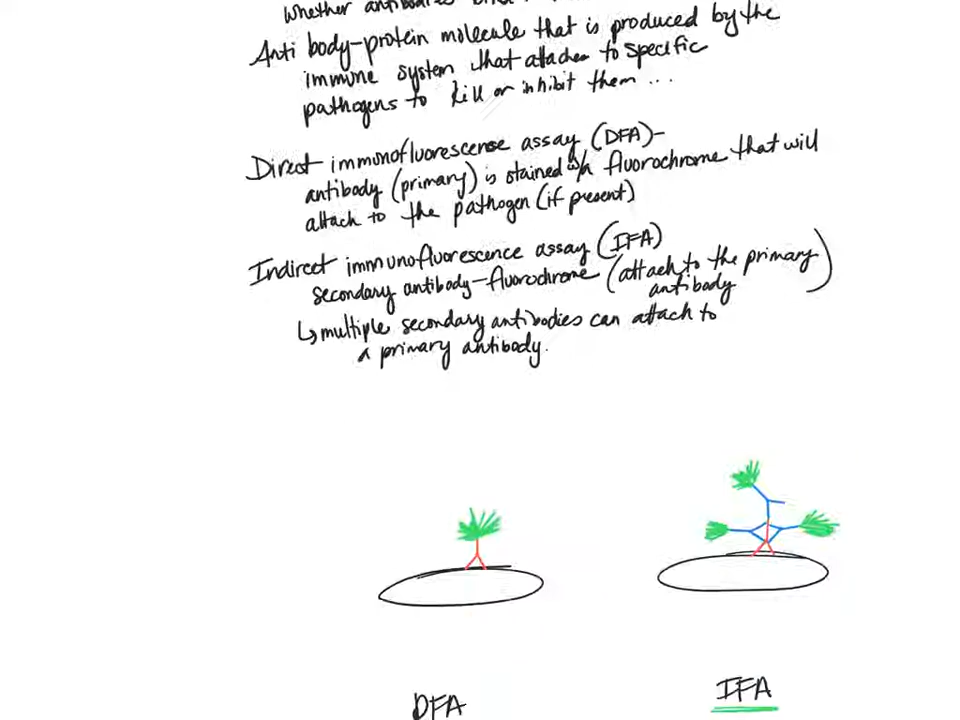 Whether antibodies
Anti body-protein molecule that is produced by the
immune system that attaches to specific
pathogens to kill or inhibit them ...
Direct immunofluorescence assay (DFA)-
antibody (primary) is stained w/a fluorochrome that will
attach to the pathogen (if present)
Indirect immunofluorescence assay (IFA)
secondary antibody-fluorochrome (attach to the primary
antibody)
↳ multiple secondary antibodies can attach to
a primary antibody.
DFA
IFA